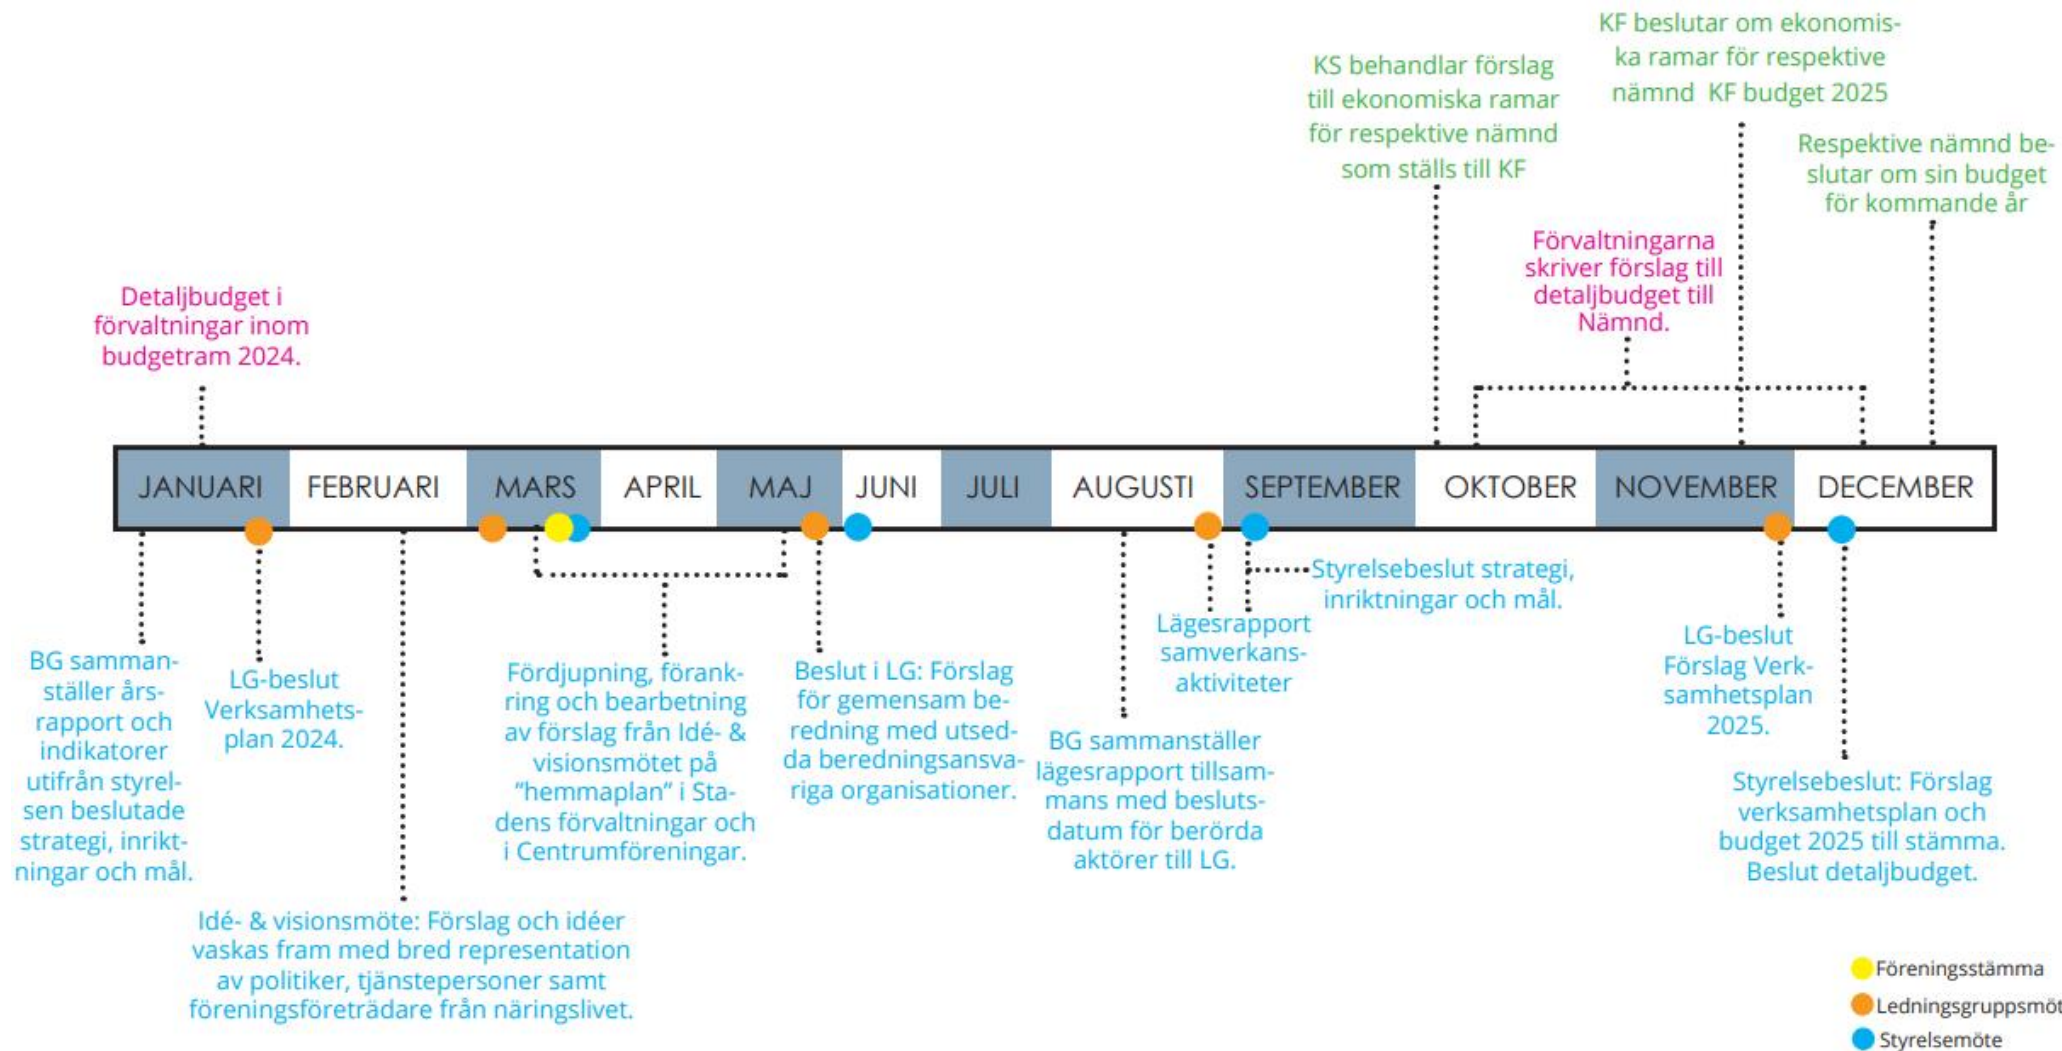 KF beslutar om ekonomis-
ka ramar för respektive
nämnd  KF budget 2025
KS behandlar förslag
till ekonomiska ramar
för respektive nämnd
som ställs till KF
Respektive nämnd be-
slutar om sin budget
för kommande år
Förvaltningarna
skriver förslag till
detaljbudget till
Nämnd.
Detaljbudget i
förvaltningar inom
budgetram 2024.
JANUARI FEBRUARI MARS APRIL MAJ JUNI JULI AUGUSTI SEPTEMBER OKTOBER NOVEMBER DECEMBER
BG samman-
ställer års-
rapport och
indikatorer
utifrån styrel-
sen beslutade
strategi, inrikt-
ningar och mål.
LG-beslut
Verksamhets-
plan 2024.
Idé- & visionsmöte: Förslag och idéer
vaskas fram med bred representation
av politiker, tjänstepersoner samt
föreningsföreträdare från näringslivet.
Fördjupning, förank-
ring och bearbetning
av förslag från Idé- &
visionsmötet på
"hemmaplan" i Sta-
dens förvaltningar och
i Centrumföreningar.
Beslut i LG: Förslag
för gemensam be-
redning med utsed-
da beredningsansva-
riga organisationer.
BG sammanställer
lägesrapport tillsam-
mans med besluts-
datum för berörda
aktörer till LG.
Lägesrapport
samverkans-
aktiviteter
Styrelsebeslut strategi,
inriktningar och mål.
LG-beslut
Förslag Verk-
samhetsplan
2025.
Styrelsebeslut: Förslag
verksamhetsplan och
budget 2025 till stämma.
Beslut detaljbudget.
Föreningsstämma
Ledningsgruppsmöt
Styrelsemöte